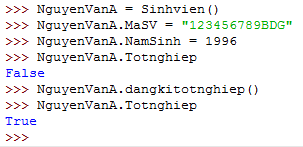 >>> NguyenVanA = Sinhvien()
>>> NguyenVanA.MaSV = "123456789BDG"
>>> NguyenVanA.NamSinh = 1996
>>> NguyenVanA.Totnghiep
False
>>> NguyenVanA.dangkitotnghiep()
>>> NguyenVanA.Totnghiep
True
>>>